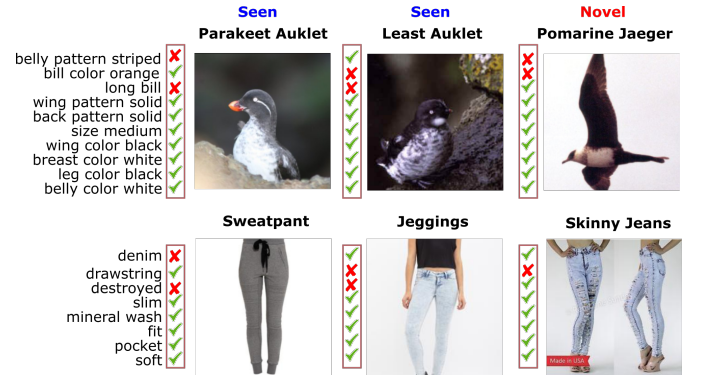 Seen Seen Novel
Parakeet Auklet Least Auklet Pomarine Jaeger
belly pattern striped
bill color orange
long bill
wing pattern solid
back pattern solid
size medium
wing color black
breast color white
leg color black
belly color white
Sweatpant Jeggings Skinny Jeans
denim
drawstring
destroyed
slim
mineral wash
fit
pocket
soft
Made in USA